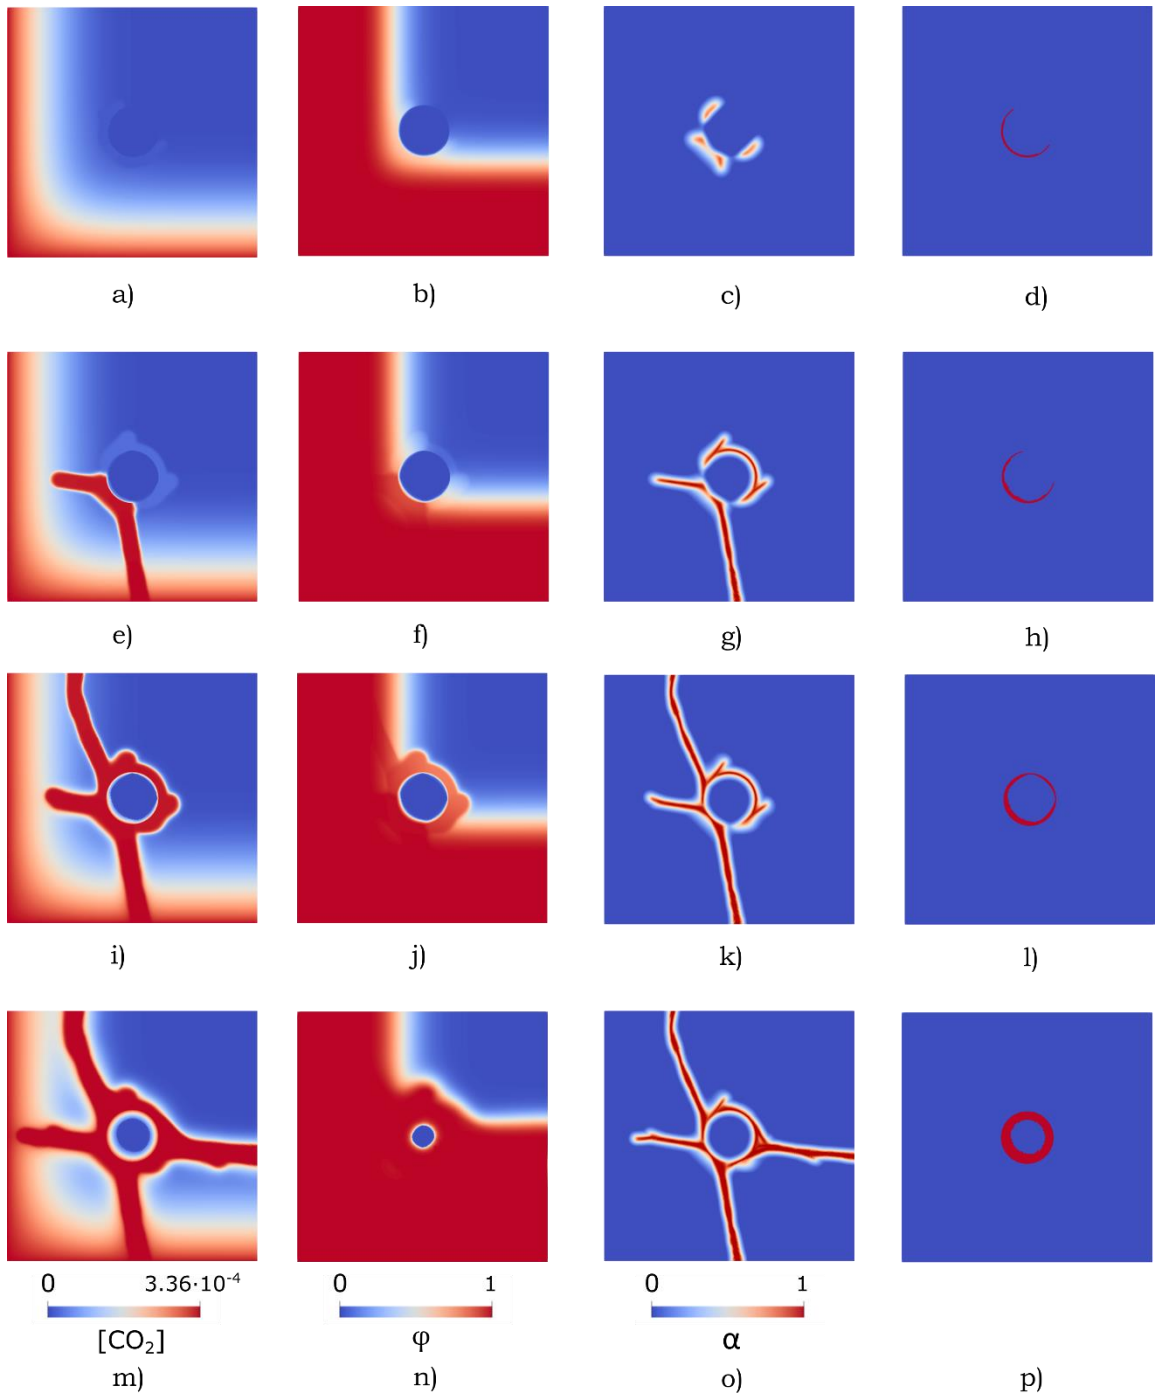 a) b) c) d)
e) f) g) h)
i) j) k) l)
0 3.36·10⁻⁴ 0 1 0 1
[CO₂] φ α
m) n) o) p)